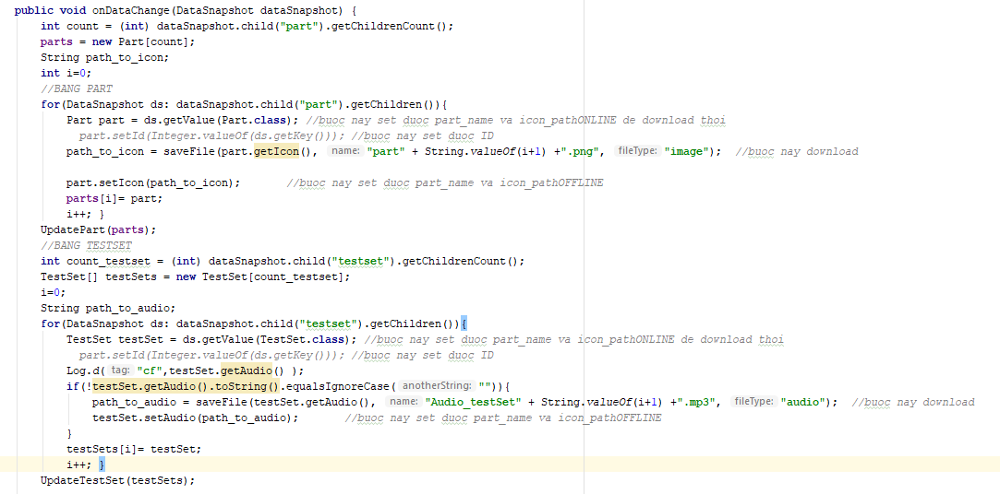 public void onDataChange(DataSnapshot dataSnapshot) {
int count = (int) dataSnapshot.child("part").getChildrenCount();
parts = new Part[count];
String path_to_icon;
int i=0;
//BANG PART
for(DataSnapshot ds: dataSnapshot.child("part").getChildren()){
Part part = ds.getValue(Part.class); //buoc nay set duoc part_name va icon_pathONLINE de download thoi
part.setId(Integer.valueOf(ds.getKey())); //buoc nay set duoc ID
path_to_icon = saveFile(part.getIcon(), name: "part" + String.valueOf(i+1) +".png", fileType: "image"); //buoc nay download
part.setIcon(path_to_icon); //buoc nay set duoc part_name va icon_pathOFFLINE
parts[i]= part;
i++; }
UpdatePart(parts);
//BANG TESTSET
int count_testset = (int) dataSnapshot.child("testset").getChildrenCount();
TestSet[] testSets = new TestSet[count_testset];
i=0;
String path_to_audio;
for(DataSnapshot ds: dataSnapshot.child("testset").getChildren()){
TestSet testSet = ds.getValue(TestSet.class); //buoc nay set duoc part_name va icon_pathONLINE de download thoi
part.setId(Integer.valueOf(ds.getKey())); //buoc nay set duoc ID
Log.d( tag: "cf",testSet.getAudio() );
if(!testSet.getAudio().toString().equalsIgnoreCase( anotherString: "")){
path_to_audio = saveFile(testSet.getAudio(), name: "Audio_testSet" + String.valueOf(i+1) +".mp3", fileType: "audio"); //buoc nay download
testSet.setAudio(path_to_audio); //buoc nay set duoc part_name va icon_pathOFFLINE
}
testSets[i]= testSet;
i++; }
UpdateTestSet(testSets);